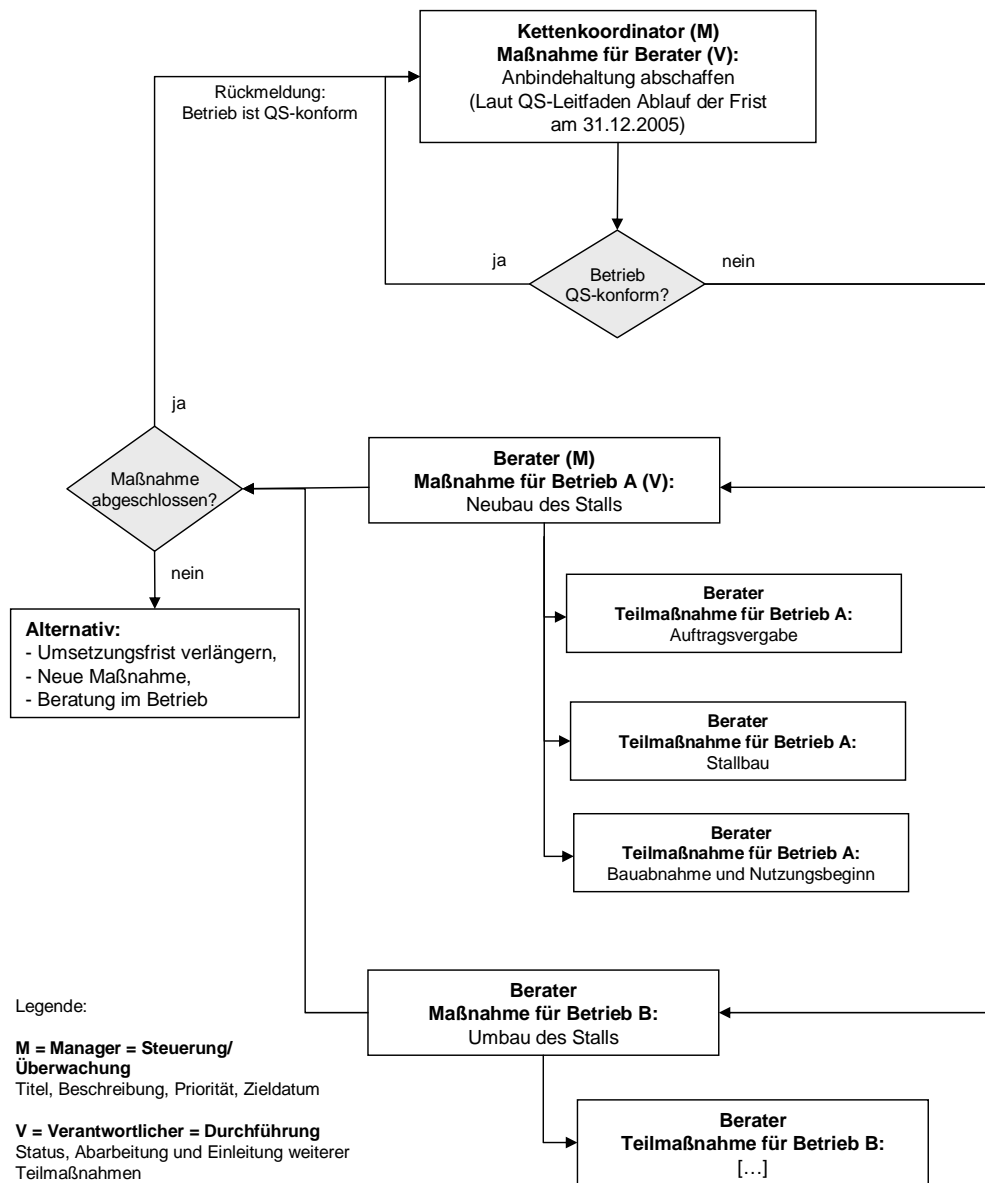 Kettenkoordinator (M)
Maßnahme für Berater (V):
Anbindehaltung abschaffen
(Laut QS-Leitfaden Ablauf der Frist
am 31.12.2005)
Rückmeldung:
Betrieb ist QS-konform
ja
Betrieb
QS-konform?
nein
ja
Maßnahme
abgeschlossen?
nein
Berater (M)
Maßnahme für Betrieb A (V):
Neubau des Stalls
Berater
Teilmaßnahme für Betrieb A:
Auftragsvergabe
Alternativ:
- Umsetzungsfrist verlängern,
- Neue Maßnahme,
- Beratung im Betrieb
Berater
Teilmaßnahme für Betrieb A:
Stallbau
Berater
Teilmaßnahme für Betrieb A:
Bauabnahme und Nutzungsbeginn
Berater
Maßnahme für Betrieb B:
Umbau des Stalls
Berater
Teilmaßnahme für Betrieb B:
[…]
Legende:
M = Manager = Steuerung/
Überwachung
Titel, Beschreibung, Priorität, Zieldatum
V = Verantwortlicher = Durchführung
Status, Abarbeitung und Einleitung weiterer
Teilmaßnahmen